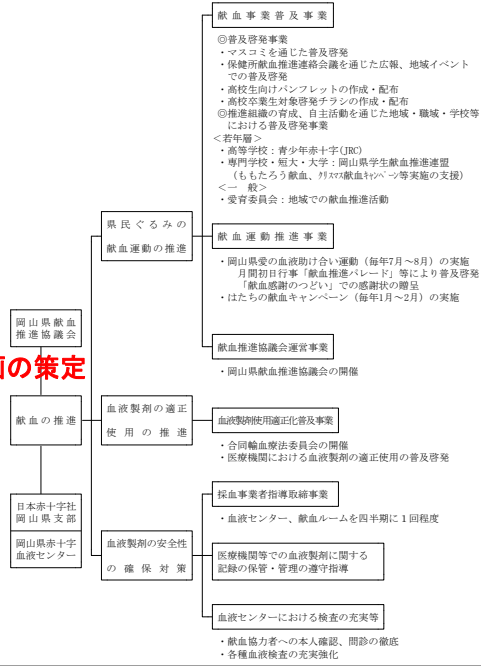 献血事業普及事業
◎普及啓発事業
・マスコミを通じた普及啓発
・保健所献血推進連絡会議を通じた広報、地域イベント
での普及啓発
・高校生向けパンフレットの作成・配布
・高校卒業生対象啓発チラシの作成・配布
◎推進組織の育成、自主活動を通じた地域・職域・学校等
における普及啓発事業
＜若年層＞
・高等学校：青少年赤十字(JRC)
・専門学校・短大・大学：岡山県学生献血推進連盟
（ももたろう献血、クリスマス献血キャンペーン等実施の支援）
＜一　般＞
・愛育委員会：地域での献血推進活動
県民ぐるみの
献血運動の推進
献血運動推進事業
・岡山県愛の血液助け合い運動（毎年7月～8月）の実施
月間初日行事「献血推進パレード」等により普及啓発
「献血感謝のつどい」での感謝状の贈呈
・はたちの献血キャンペーン（毎年1月～2月）の実施
岡山県献血
推進協議会
献血推進協議会運営事業
・岡山県献血推進協議会の開催
画の策定
献血の推進
血液製剤の適正
使用の推進
血液製剤使用適正化普及事業
・合同輸血療法委員会の開催
・医療機関における血液製剤の適正使用の普及啓発
日本赤十字社
岡山県支部
岡山県赤十字
血液センター
血液製剤の安全性
の確保対策
採血事業者指導取締事業
・血液センター、献血ルームを四半期に１回程度
医療機関等での血液製剤に関する
記録の保管・管理の遵守指導
血液センターにおける検査の充実等
・献血協力者への本人確認、問診の徹底
・各種血液検査の充実強化